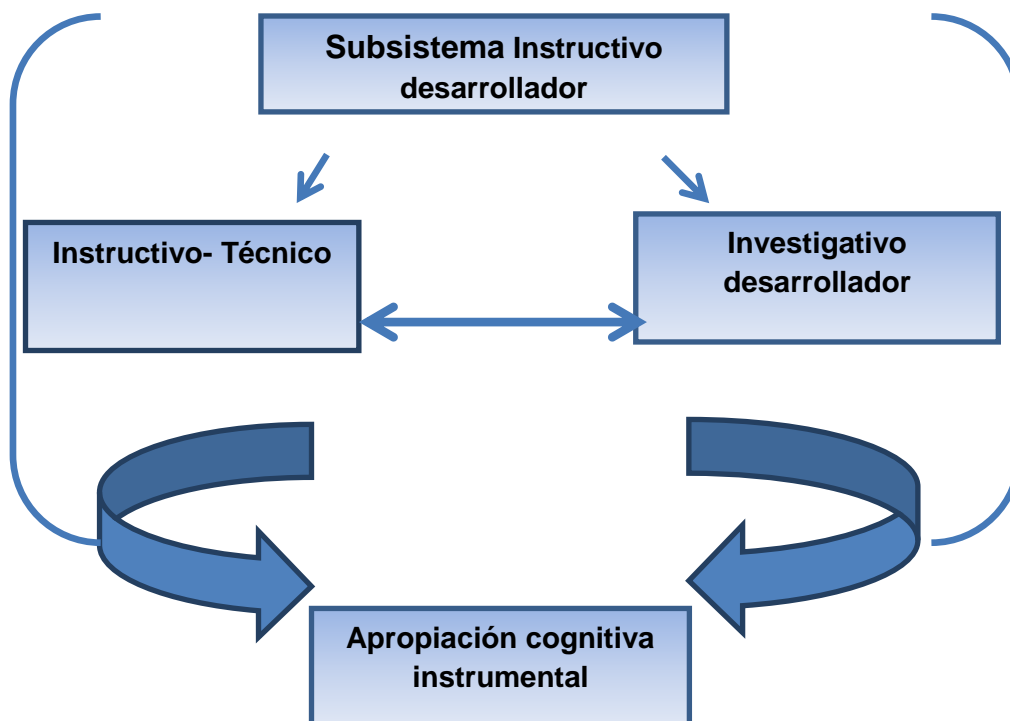 Subsistema Instructivo
desarrollador
Instructivo- Técnico
Investigativo
desarrollador
Apropiación cognitiva
instrumental